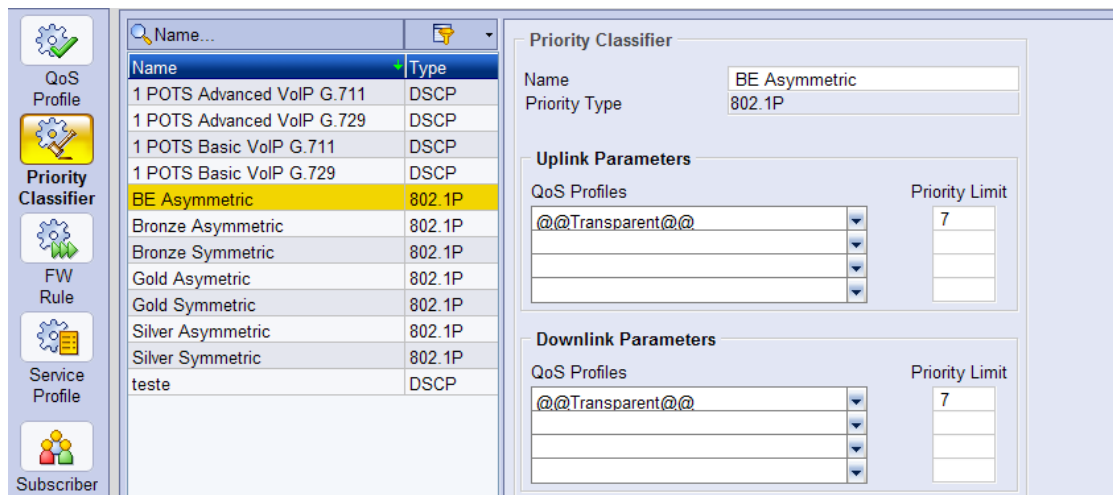 QoS
Profile
Priority
Classifier
FW
Rule
Service
Profile
Subscriber
Name...
Name Type
1 POTS Advanced VoIP G.711 DSCP
1 POTS Advanced VoIP G.729 DSCP
1 POTS Basic VoIP G.711 DSCP
1 POTS Basic VoIP G.729 DSCP
BE Asymmetric 802.1P
Bronze Asymmetric 802.1P
Bronze Symmetric 802.1P
Gold Asymetric 802.1P
Gold Symmetric 802.1P
Silver Asymmetric 802.1P
Silver Symmetric 802.1P
teste DSCP
Priority Classifier
Name BE Asymmetric
Priority Type 802.1P
Uplink Parameters
QoS Profiles Priority Limit
@@Transparent@@ 7
Downlink Parameters
QoS Profiles Priority Limit
@@Transparent@@ 7